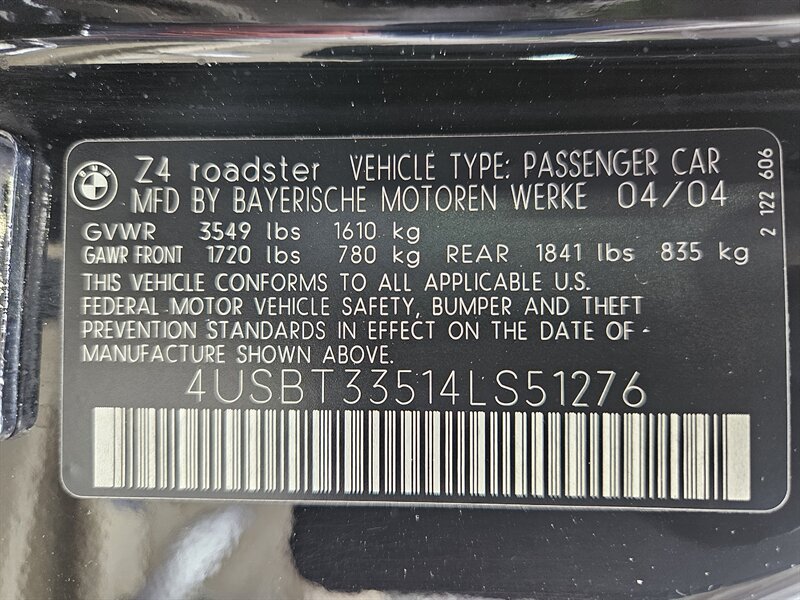 BMW
Z4 roadster VEHICLE TYPE: PASSENGER CAR
MFD BY BAYERISCHE MOTOREN WERKE 04/04
GVWR 3549 lbs 1610 kg
GAWR FRONT 1720 lbs 780 kg REAR 1841 lbs 835 kg
THIS VEHICLE CONFORMS TO ALL APPLICABLE U.S.
FEDERAL MOTOR VEHICLE SAFETY, BUMPER AND THEFT
PREVENTION STANDARDS IN EFFECT ON THE DATE OF
MANUFACTURE SHOWN ABOVE.
4USBT33514LS51276
2 122 606